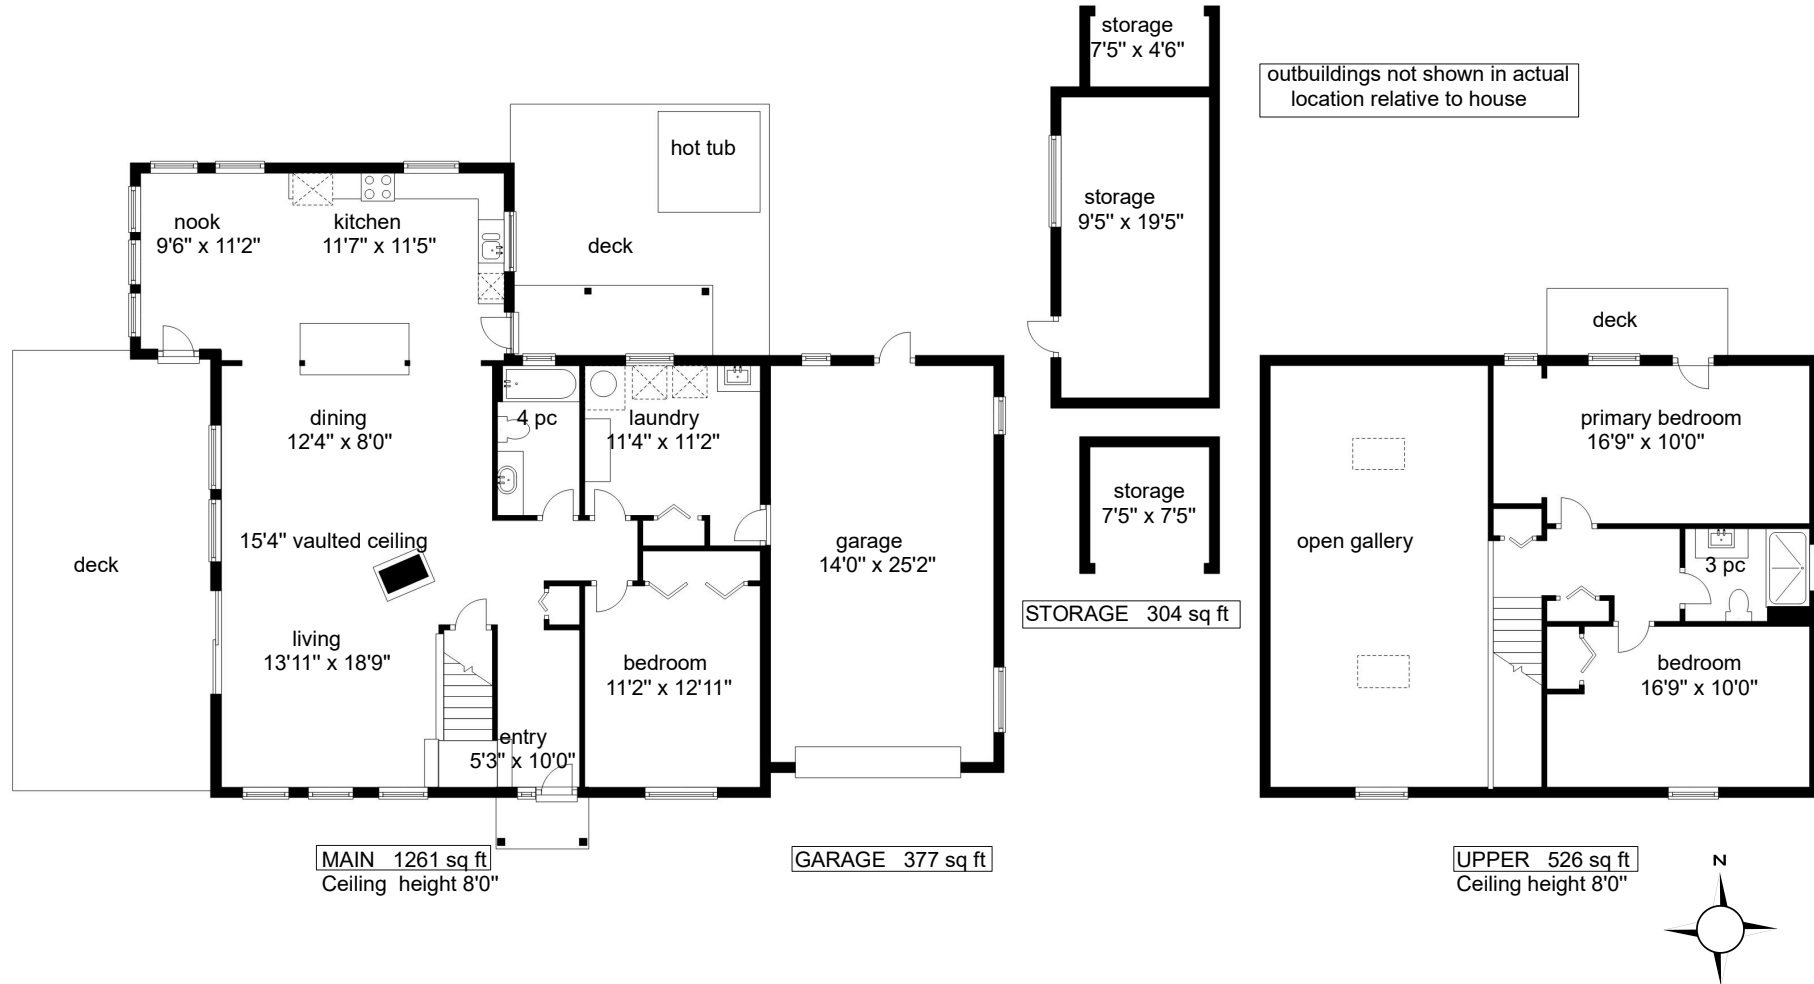 storage
7'5" x 4'6"
outbuildings not shown in actual
location relative to house
hot tub
nook
9'6" x 11'2"
kitchen
11'7" x 11'5"
deck
storage
9'5" x 19'5"
deck
dining
12'4" x 8'0"
4 pc
laundry
11'4" x 11'2"
primary bedroom
16'9" x 10'0"
storage
7'5" x 7'5"
15'4" vaulted ceiling
deck
garage
14'0" x 25'2"
open gallery
3 pc
STORAGE 304 sq ft
living
13'11" x 18'9"
bedroom
11'2" x 12'11"
bedroom
16'9" x 10'0"
entry
5'3" x 10'0"
MAIN 1261 sq ft
Ceiling height 8'0"
GARAGE 377 sq ft
UPPER 526 sq ft
Ceiling height 8'0"
N